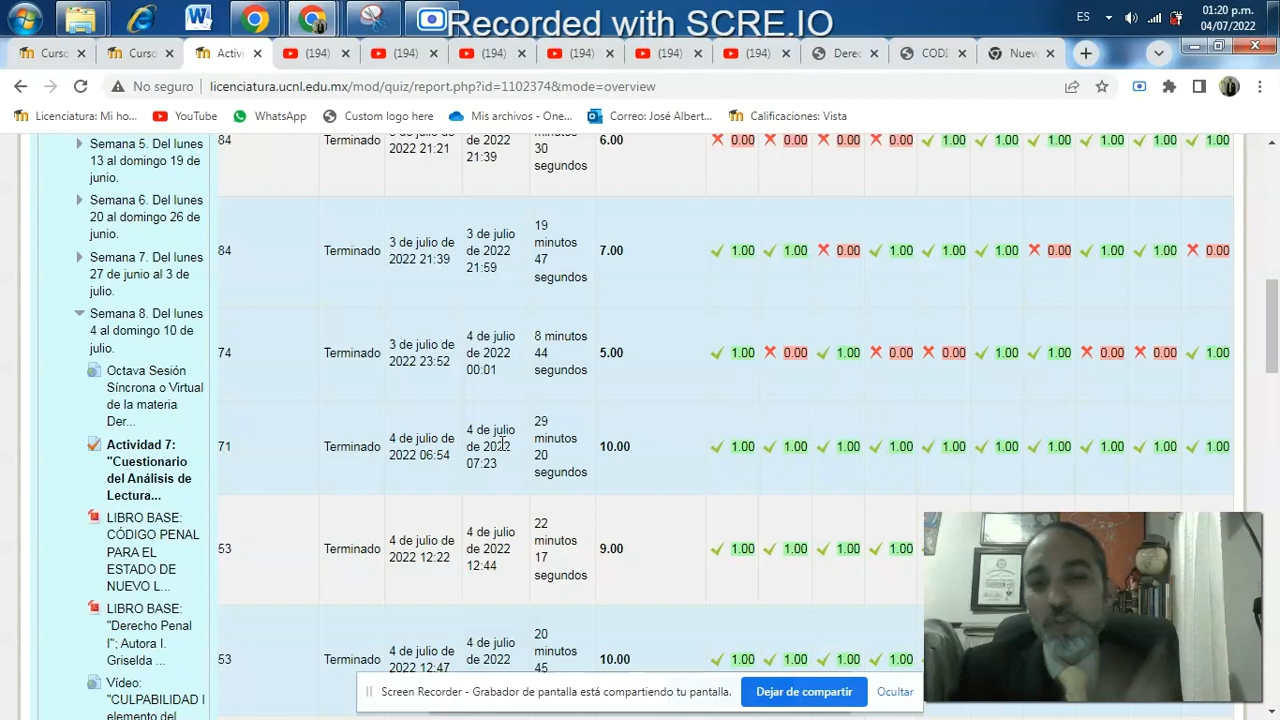 Recorded with SCRE.IO
ES
01:20 p.m.
04/07/2022
Curso
Curso
Activi
(194)
(194)
(194)
(194)
(194)
(194)
Derec
CODI
Nuev
No seguro
licenciatura.ucnl.edu.mx/mod/quiz/report.php?id=1102374&mode=overview
Licenciatura: Mi ho...
YouTube
WhatsApp
Custom logo here
Mis archivos - One...
Correo: José Albert...
Calificaciones: Vista
Semana 5. Del lunes
13 al domingo 19 de
junio.
Semana 6. Del lunes
20 al domingo 26 de
junio.
Semana 7. Del lunes
27 de junio al 3 de
julio.
Semana 8. Del lunes
4 al domingo 10 de
julio.
Octava Sesión
Síncrona o Virtual
de la materia
Der...
Actividad 7:
"Cuestionario
del Análisis de
Lectura...
LIBRO BASE:
CÓDIGO PENAL
PARA EL
ESTADO DE
NUEVO L...
LIBRO BASE:
"Derecho Penal
I"; Autora I.
Griselda ...
Vídeo:
"CULPABILIDAD I
elemento del
84
Terminado
2022 21:21
de 2022
21:39
minutos
30
segundos
6.00
0.00
0.00
0.00
0.00
1.00
1.00
1.00
1.00
1.00
1.00
84
Terminado
3 de julio de
2022 21:39
3 de julio
de 2022
21:59
19
minutos
47
segundos
7.00
1.00
1.00
0.00
1.00
1.00
1.00
0.00
1.00
1.00
0.00
74
Terminado
3 de julio de
2022 23:52
4 de julio
de 2022
00:01
8 minutos
44
segundos
5.00
1.00
0.00
1.00
0.00
0.00
1.00
1.00
0.00
0.00
1.00
71
Terminado
4 de julio de
2022 06:54
4 de julio
de 2022
07:23
29
minutos
20
segundos
10.00
1.00
1.00
1.00
1.00
1.00
1.00
1.00
1.00
1.00
1.00
53
Terminado
4 de julio de
2022 12:22
4 de julio
de 2022
12:44
22
minutos
17
segundos
9.00
1.00
1.00
1.00
1.00
53
Terminado
4 de julio de
2022 12:47
4 de julio
de 2022
20
minutos
45
10.00
1.00
1.00
1.00
1.00
Screen Recorder - Grabador de pantalla está compartiendo tu pantalla.
Dejar de compartir
Ocultar